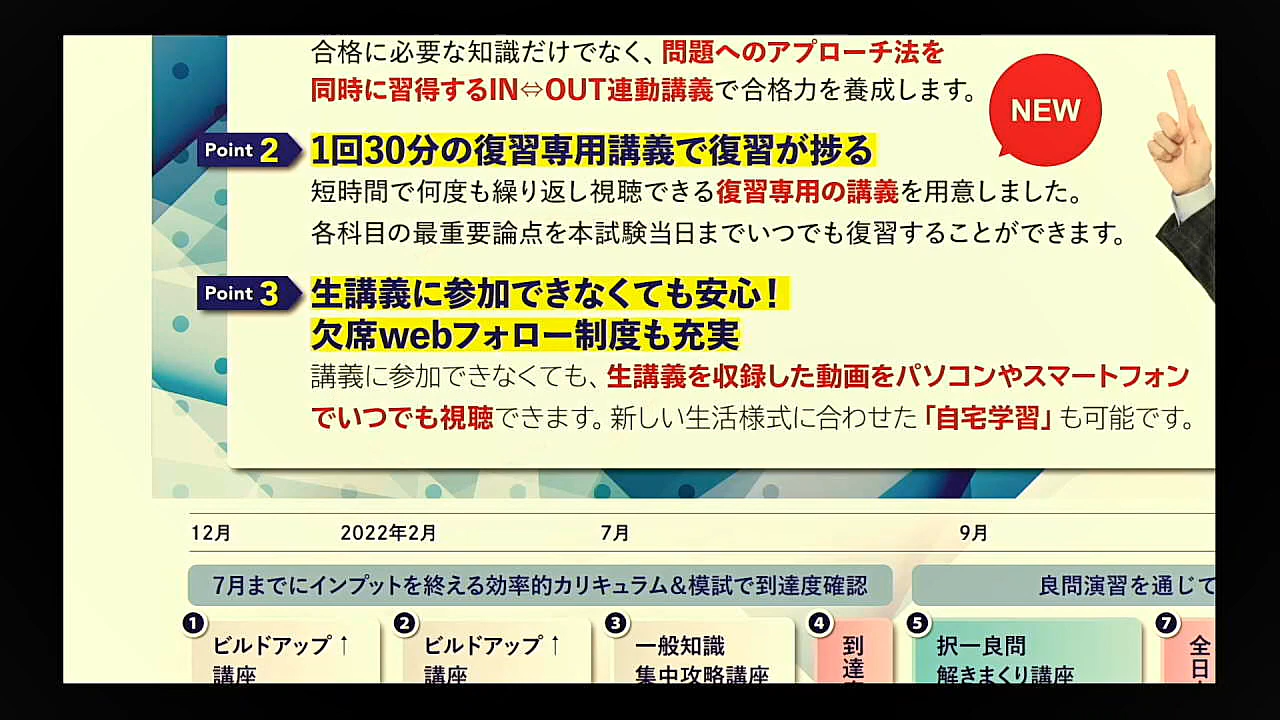 合格に必要な知識だけでなく、問題へのアプローチ法を
同時に習得するIN⇔OUT連動講義で合格力を養成します。
NEW
Point 2 1回30分の復習専用講義で復習が捗る
短時間で何度も繰り返し視聴できる復習専用の講義を用意しました。
各科目の最重要論点を本試験当日までいつでも復習することができます。
Point 3 生講義に参加できなくても安心！
欠席webフォロー制度も充実
講義に参加できなくても、生講義を収録した動画をパソコンやスマートフォン
でいつでも視聴できます。新しい生活様式に合わせた「自宅学習」も可能です。
12月 2022年2月 7月 9月
7月までにインプットを終える効率的カリキュラム&模試で到達度確認 良問演習を通じて
1 ビルドアップ↑
講座
2 ビルドアップ↑
講座
3 一般知識
集中攻略講座
4 到達
5 択一良問
解きまくり講座
7 全日